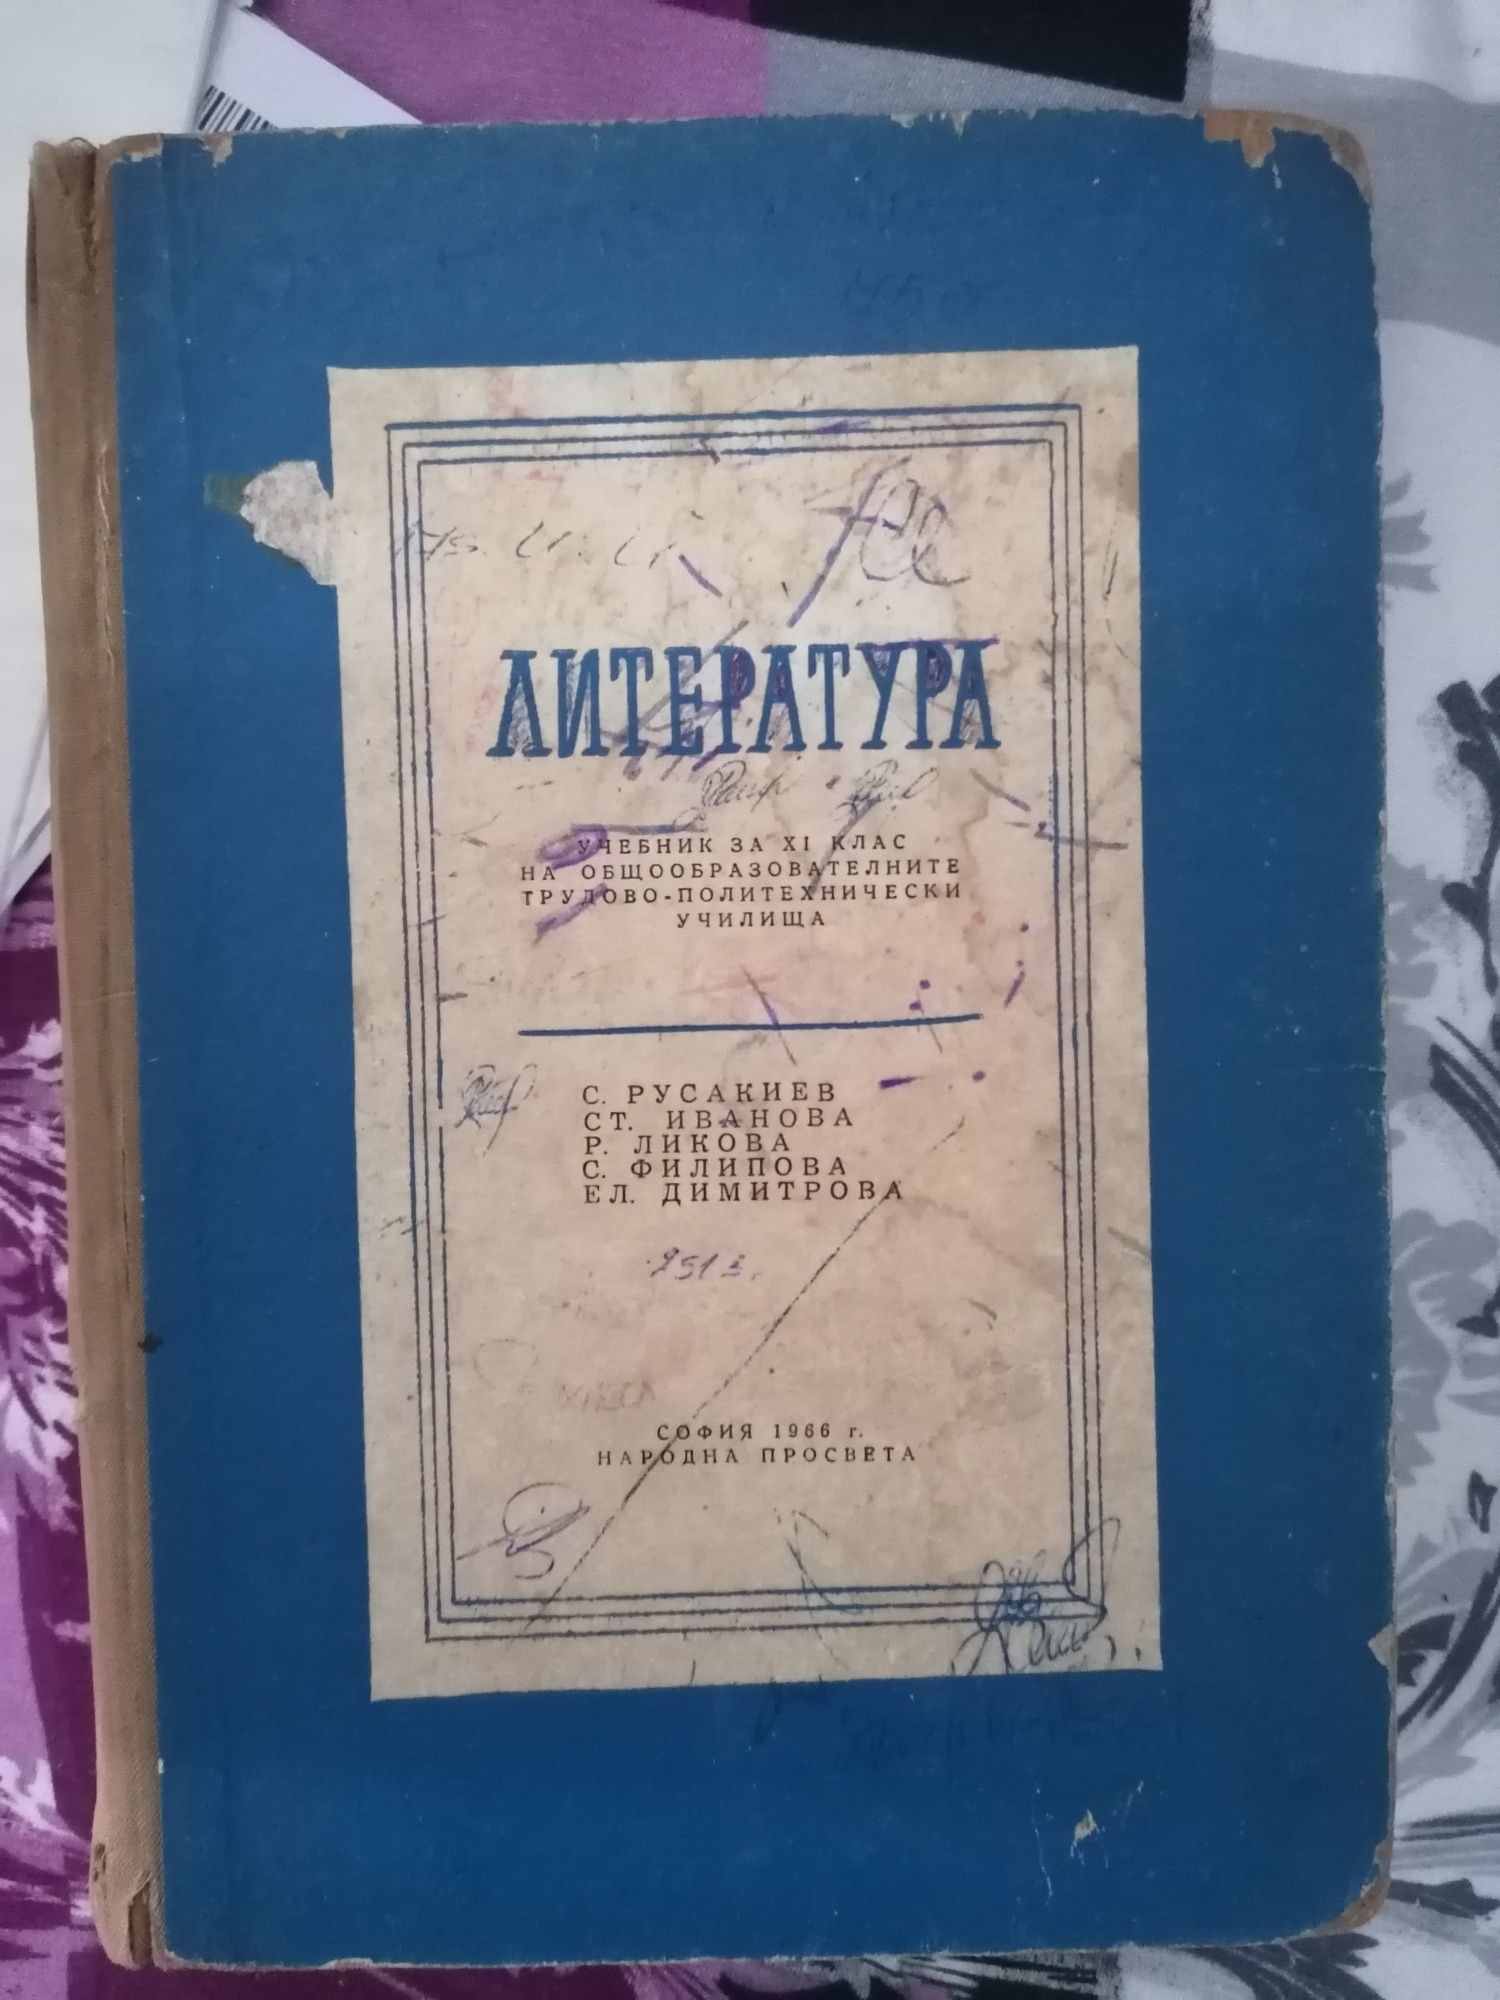 ЛИТЕРАТУРА
УЧЕБНИК ЗА XI КЛАС
НА ОБЩООБРАЗОВАТЕЛНИТЕ
ТРУДОВО-ПОЛИТЕХНИЧЕСКИ
УЧИЛИЩА
С. РУСАКИЕВ
СТ. ИВАНОВА
Р. ЛИКОВА
С. ФИЛИПОВА
ЕЛ. ДИМИТРОВА
СОФИЯ 1966 г.
НАРОДНА ПРОСВЕТА